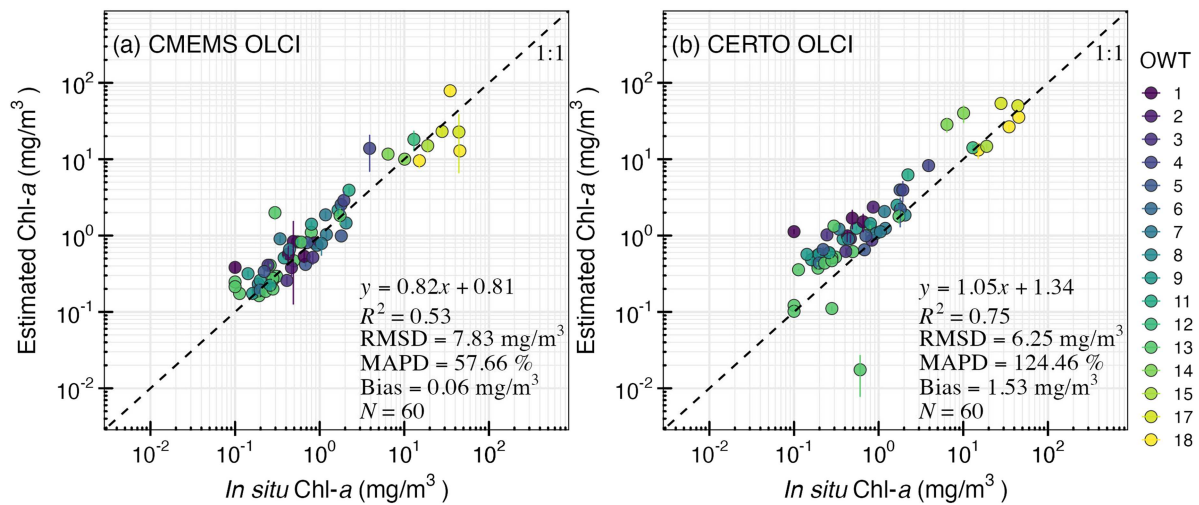 (a) CMEMS OLCI
1:1
10² 10¹ 10⁰ 10⁻¹ 10⁻²
Estimated Chl-a (mg/m³)
y = 0.82x + 0.81
R² = 0.53
RMSD = 7.83 mg/m³
MAPD = 57.66 %
Bias = 0.06 mg/m³
N = 60
10⁻² 10⁻¹ 10⁰ 10¹ 10²
In situ Chl-a (mg/m³)
(b) CERTO OLCI
1:1
10² 10¹ 10⁰ 10⁻¹ 10⁻²
Estimated Chl-a (mg/m³)
y = 1.05x + 1.34
R² = 0.75
RMSD = 6.25 mg/m³
MAPD = 124.46 %
Bias = 1.53 mg/m³
N = 60
10⁻² 10⁻¹ 10⁰ 10¹ 10²
In situ Chl-a (mg/m³)
OWT
1
2
3
4
5
6
7
8
9
11
12
13
14
15
17
18